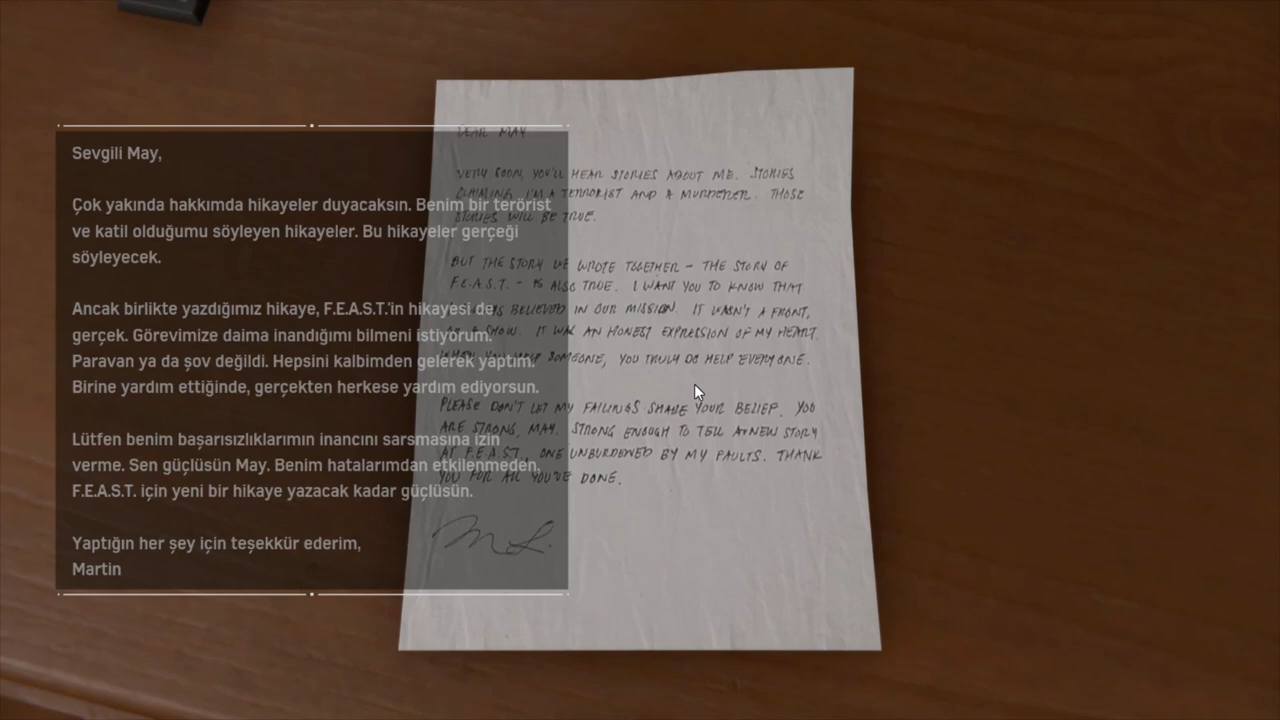 Sevgili May,
Çok yakında hakkımda hikayeler duyacaksın. Benim bir terörist
ve katil olduğumu söyleyen hikayeler. Bu hikayeler gerçeği
söyleyecek.
Ancak birlikte yazdığımız hikaye, F.E.A.S.T.'in hikayesi de
gerçek. Görevimize daima inandığımı bilmeni istiyorum.
Paravan ya da şov değildi. Hepsini kalbimden gelerek yaptım.
Birine yardım ettiğinde, gerçekten herkese yardım ediyorsun.
Lütfen benim başarısızlıklarımın inancını sarsmasına izin
verme. Sen güçlüsün May. Benim hatalarımdan etkilenmeden,
F.E.A.S.T. için yeni bir hikaye yazacak kadar güçlüsün.
Yaptığın her şey için teşekkür ederim,
Martin
DEAR MAY
VERY SOON, YOU'LL HEAR STORIES ABOUT ME. STORIES
CLAIMING I'M A TERRORIST AND A MURDERER. THOSE
STORIES WILL BE TRUE.
BUT THE STORY WE WROTE TOGETHER - THE STORY OF
F.E.A.S.T. - IS ALSO TRUE. I WANT YOU TO KNOW THAT
BELIEVED IN OUR MISSION. IT WASN'T A FRONT,
OR A SHOW. IT WAS AN HONEST EXPRESSION OF MY HEART.
WHEN YOU HELP SOMEONE, YOU TRULY DO HELP EVERYONE.
PLEASE DON'T LET MY FAILINGS SHAKE YOUR BELIEF. YOU
ARE STRONG, MAY. STRONG ENOUGH TO TELL A NEW STORY
AT F.E.A.S.T., ONE UNBURDENED BY MY FAULTS. THANK
YOU FOR ALL YOU'VE DONE.